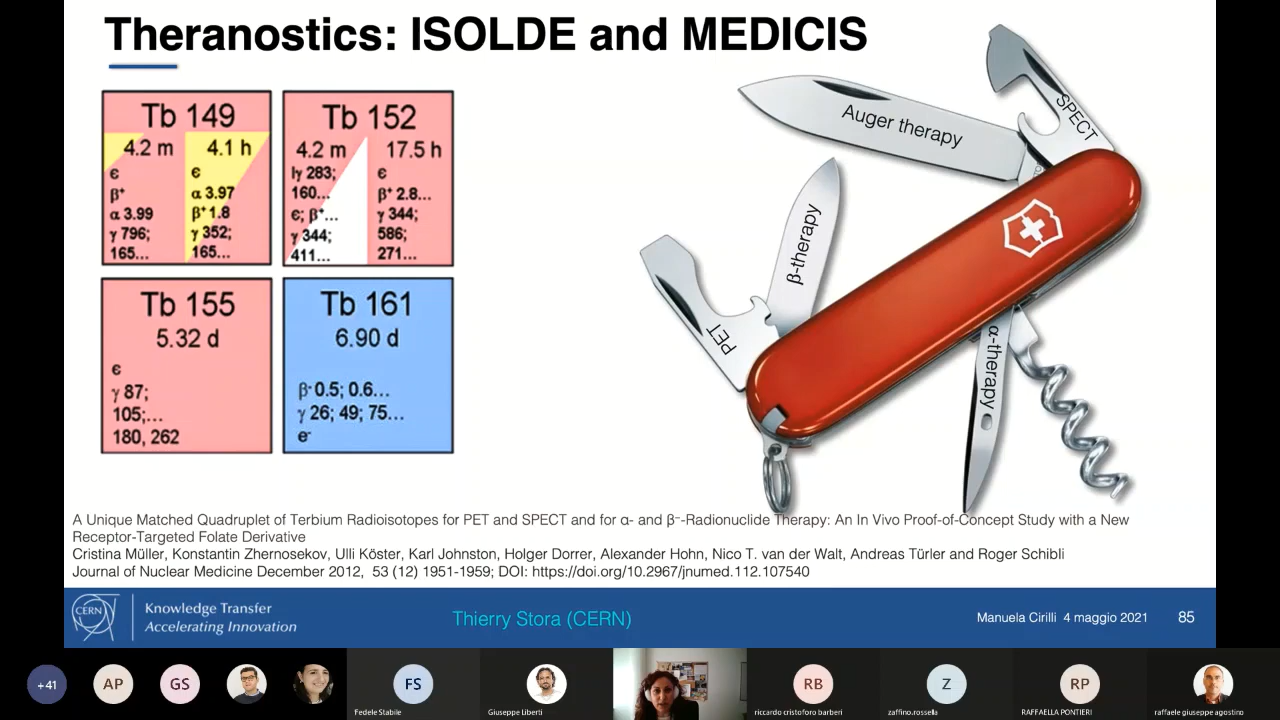 Theranostics: ISOLDE and MEDICIS
Tb 149
4.2 m 4.1 h
ϵ ϵ
β⁺ α 3.97
α 3.99 β⁺ 1.8
γ 796; γ 352;
165... 165...
Tb 152
4.2 m 17.5 h
Iγ 283; ϵ
160... β⁺ 2.8...
ϵ; β⁺... γ 344;
γ 344; 586;
411... 271...
Tb 155
5.32 d
ϵ
γ 87;
105;...
180, 262
Tb 161
6.90 d
β⁻ 0.5; 0.6...
γ 26; 49; 75...
e⁻
Auger therapy
SPECT
β-therapy
PET
α-therapy
A Unique Matched Quadruplet of Terbium Radioisotopes for PET and SPECT and for α- and β⁻-Radionuclide Therapy: An In Vivo Proof-of-Concept Study with a New
Receptor-Targeted Folate Derivative
Cristina Müller, Konstantin Zhernosekov, Ulli Köster, Karl Johnston, Holger Dorrer, Alexander Hohn, Nico T. van der Walt, Andreas Türler and Roger Schibli
Journal of Nuclear Medicine December 2012, 53 (12) 1951-1959; DOI: https://doi.org/10.2967/jnumed.112.107540
CERN
Knowledge Transfer
Accelerating Innovation
Thierry Stora (CERN)
Manuela Cirilli 4 maggio 2021 85
+41 AP GS FS RB Z RP
Fedele Stabile Giuseppe Liberti riccardo cristoforo barberi zaffino.rossella RAFFAELLA PONTIERI raffaele giuseppe agostino